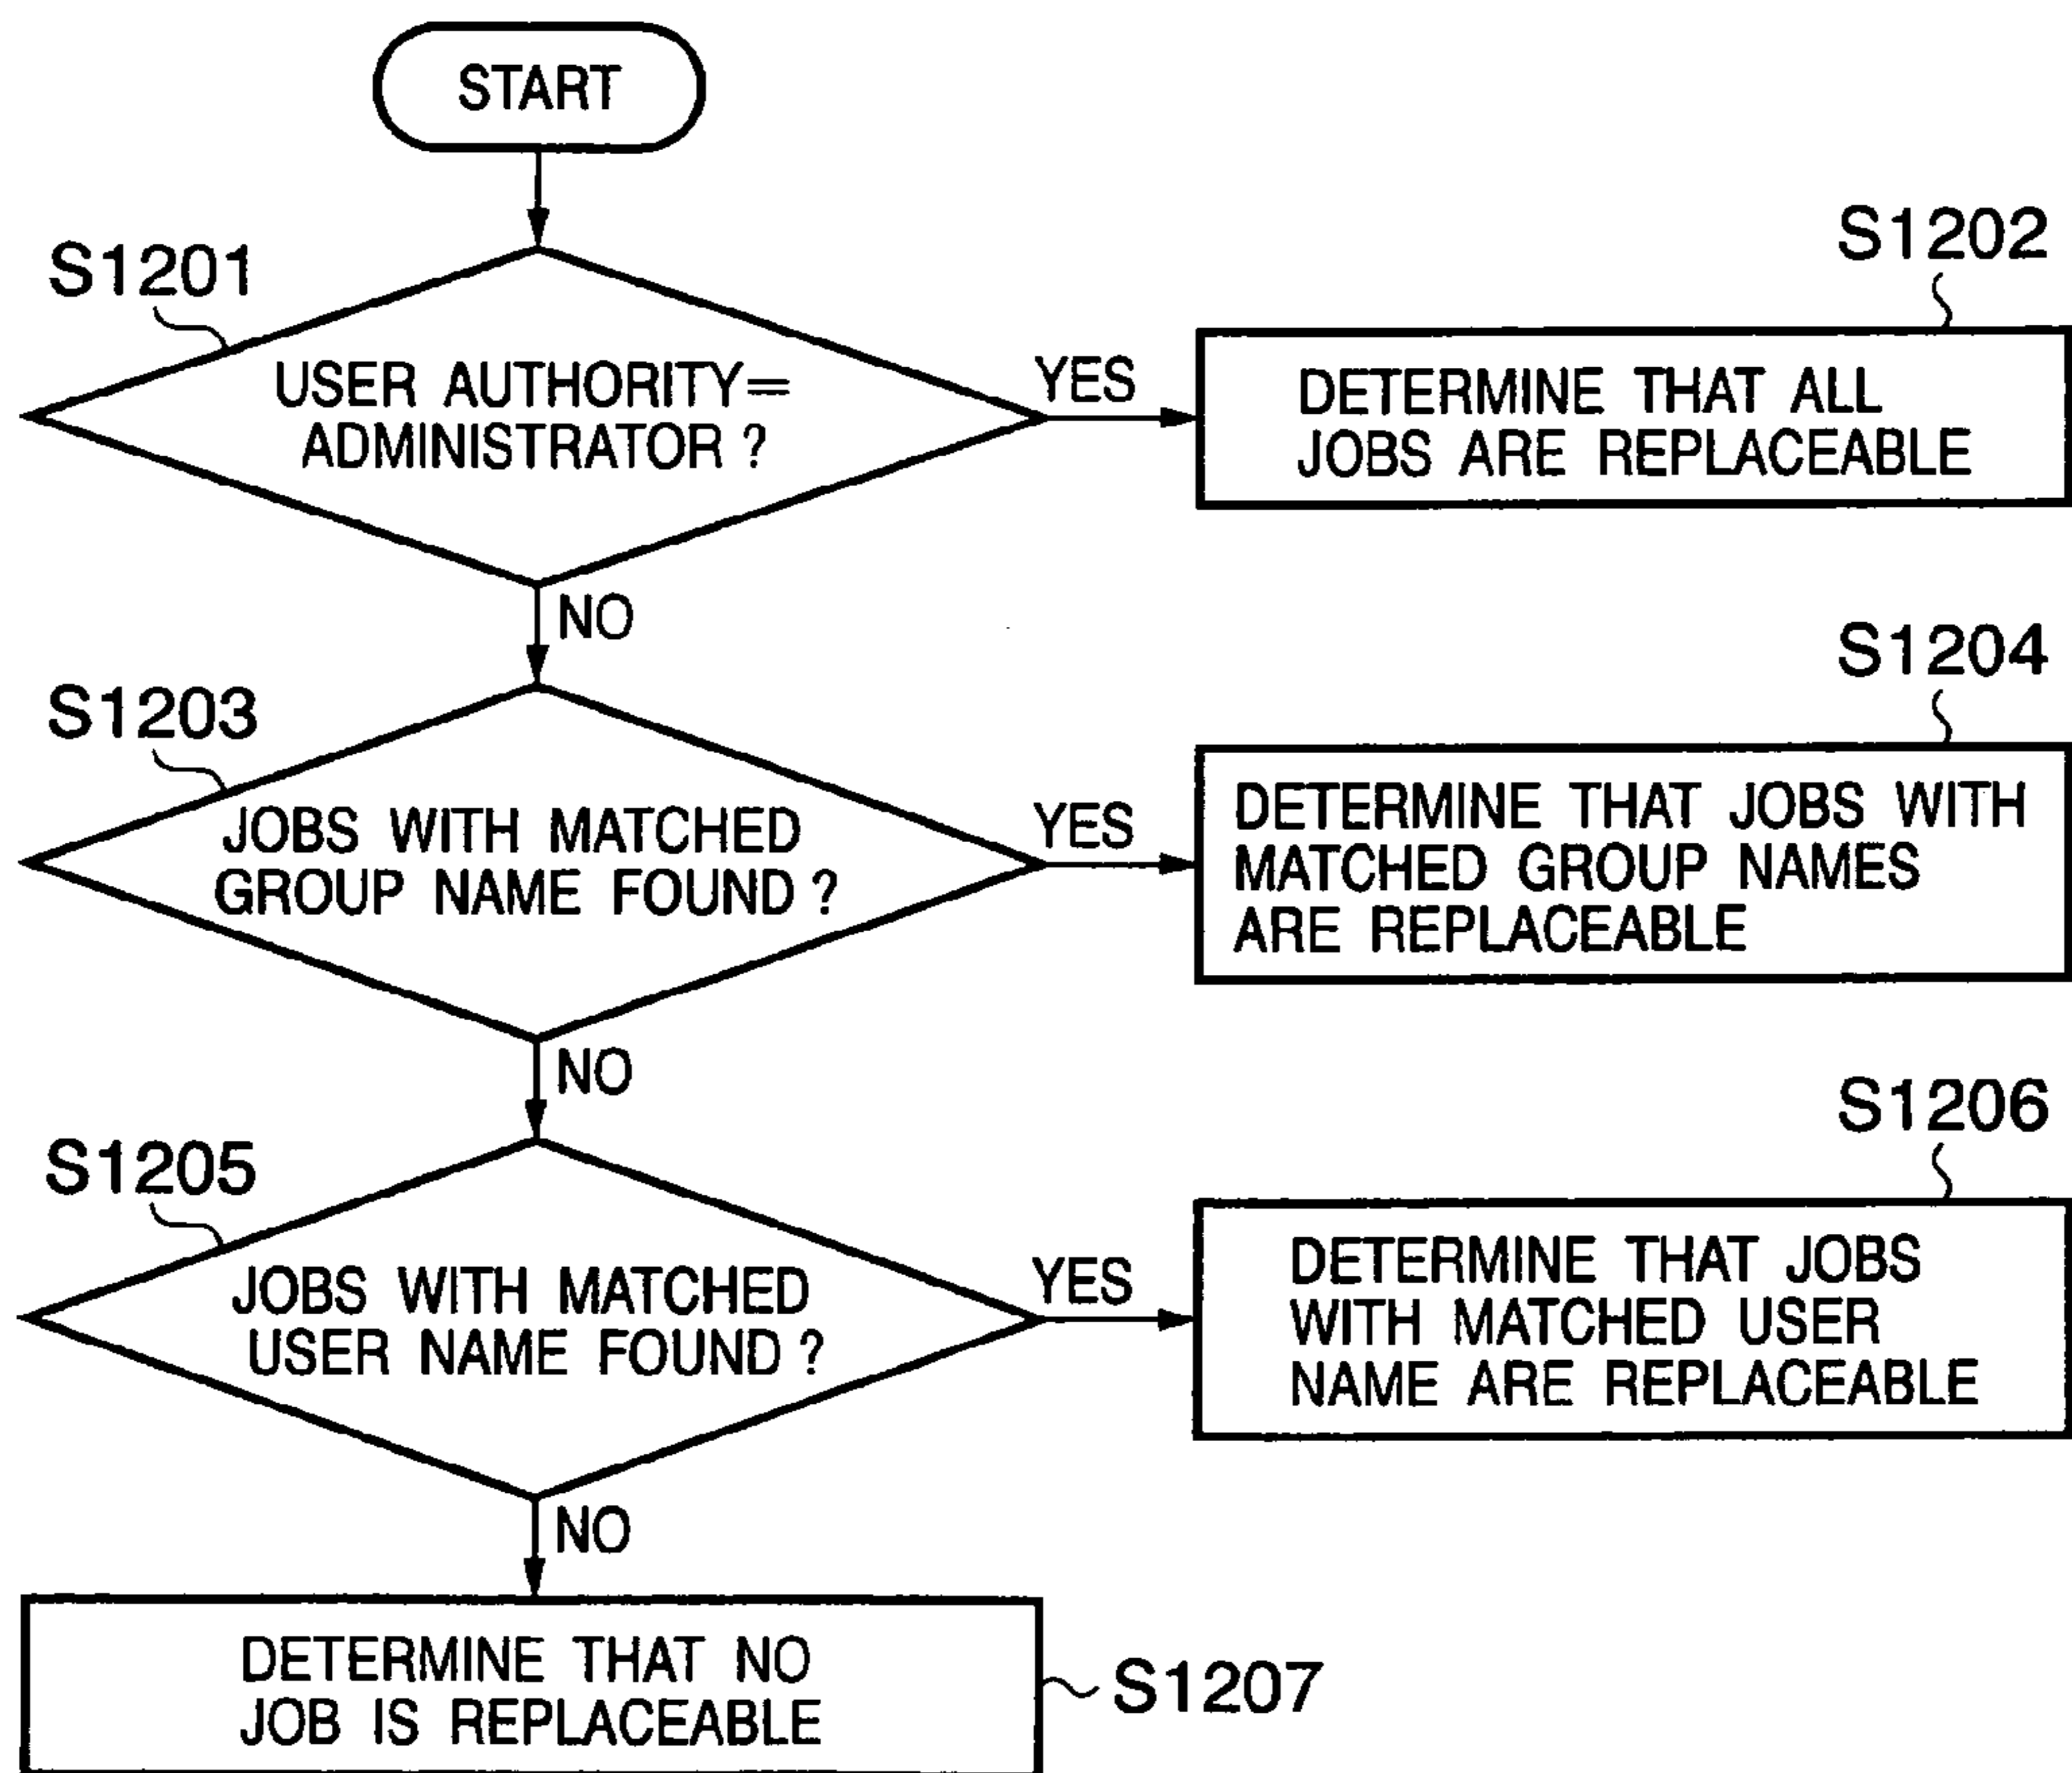 START
S1201
USER AUTHORITY=
ADMINISTRATOR ?
YES
S1202
DETERMINE THAT ALL
JOBS ARE REPLACEABLE
NO
S1203
JOBS WITH MATCHED
GROUP NAME FOUND ?
YES
S1204
DETERMINE THAT JOBS WITH
MATCHED GROUP NAMES
ARE REPLACEABLE
NO
S1205
JOBS WITH MATCHED
USER NAME FOUND ?
YES
S1206
DETERMINE THAT JOBS
WITH MATCHED USER
NAME ARE REPLACEABLE
NO
DETERMINE THAT NO
JOB IS REPLACEABLE
S1207